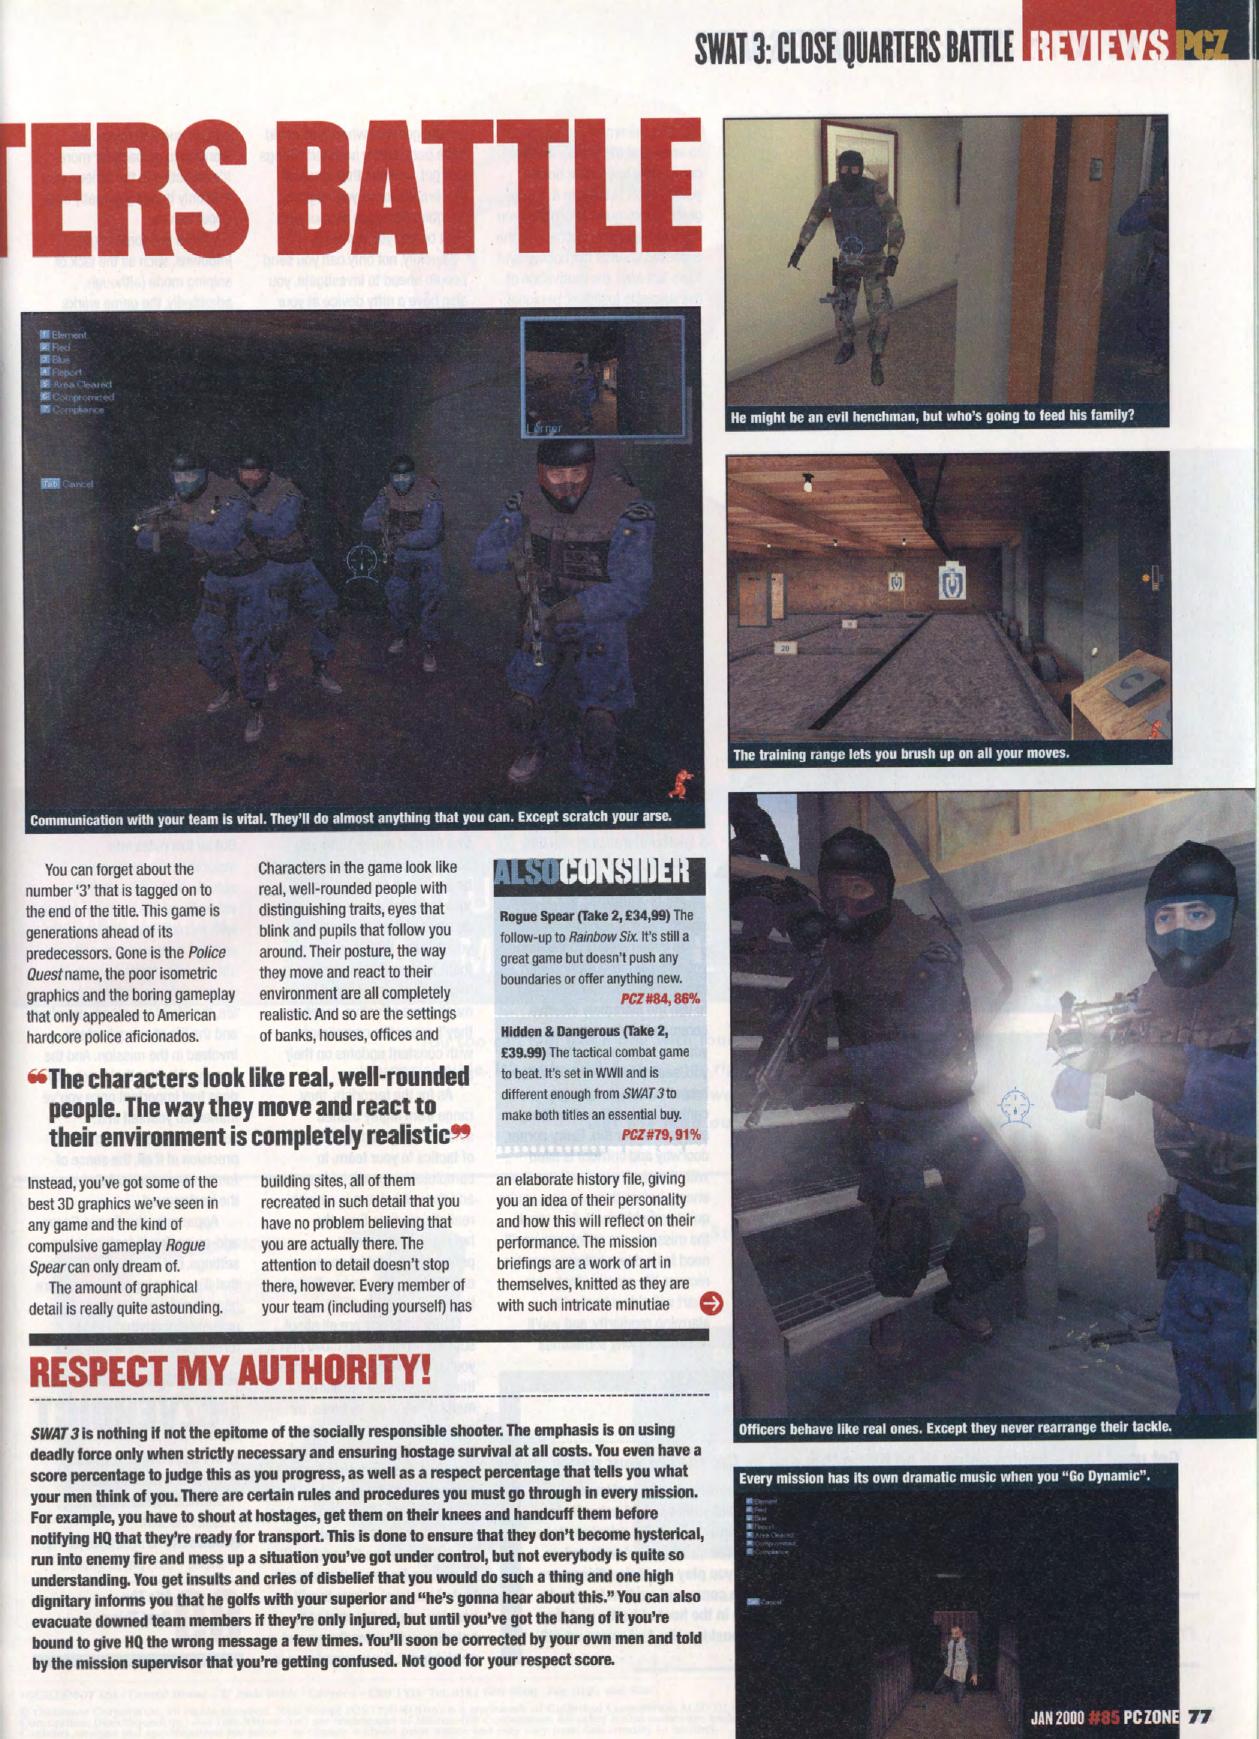 SWAT 3: CLOSE QUARTERS BATTLE REVIEWS PCZ
TERS BATTLE
1 Element
2 Red
3 Blue
4 Report
5 Area Cleared
6 Compromized
7 Compliance
Tab Cancel
Communication with your team is vital. They'll do almost anything that you can. Except scratch your arse.
He might be an evil henchman, but who's going to feed his family?
20
The training range lets you brush up on all your moves.
You can forget about the
number '3' that is tagged on to
the end of the title. This game is
generations ahead of its
predecessors. Gone is the Police
Quest name, the poor isometric
graphics and the boring gameplay
that only appealed to American
hardcore police aficionados.
Characters in the game look like
real, well-rounded people with
distinguishing traits, eyes that
blink and pupils that follow you
around. Their posture, the way
they move and react to their
environment are all completely
realistic. And so are the settings
of banks, houses, offices and
“The characters look like real, well-rounded
people. The way they move and react to
their environment is completely realistic”
Instead, you've got some of the
best 3D graphics we've seen in
any game and the kind of
compulsive gameplay Rogue
Spear can only dream of.
The amount of graphical
detail is really quite astounding.
building sites, all of them
recreated in such detail that you
have no problem believing that
you are actually there. The
attention to detail doesn't stop
there, however. Every member of
your team (including yourself) has
ALSO CONSIDER
Rogue Spear (Take 2, £34,99) The
follow-up to Rainbow Six. It's still a
great game but doesn't push any
boundaries or offer anything new.
PCZ #84, 86%
Hidden & Dangerous (Take 2,
£39.99) The tactical combat game
to beat. It's set in WWII and is
different enough from SWAT 3 to
make both titles an essential buy.
PCZ #79, 91%
an elaborate history file, giving
you an idea of their personality
and how this will reflect on their
performance. The mission
briefings are a work of art in
themselves, knitted as they are
with such intricate minutiae
RESPECT MY AUTHORITY!
SWAT 3 is nothing if not the epitome of the socially responsible shooter. The emphasis is on using
deadly force only when strictly necessary and ensuring hostage survival at all costs. You even have a
score percentage to judge this as you progress, as well as a respect percentage that tells you what
your men think of you. There are certain rules and procedures you must go through in every mission.
For example, you have to shout at hostages, get them on their knees and handcuff them before
notifying HQ that they're ready for transport. This is done to ensure that they don't become hysterical,
run into enemy fire and mess up a situation you've got under control, but not everybody is quite so
understanding. You get insults and cries of disbelief that you would do such a thing and one high
dignitary informs you that he golfs with your superior and “he's gonna hear about this.” You can also
evacuate downed team members if they're only injured, but until you've got the hang of it you're
bound to give HQ the wrong message a few times. You'll soon be corrected by your own men and told
by the mission supervisor that you're getting confused. Not good for your respect score.
Officers behave like real ones. Except they never rearrange their tackle.
Every mission has its own dramatic music when you “Go Dynamic”.
Element
Red
Blue
Report
Area Cleared
Compromized
Compliance
Cancel
JAN 2000 #85 PC ZONE 77